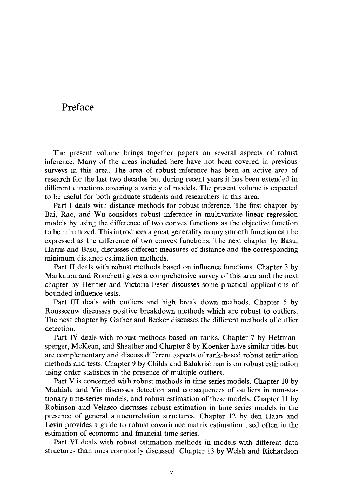 Preface
The present volume brings together papers on several aspects of robust
inference. Many of the areas included here have not been covered in previous
surveys in this area. The area of robust inference has been an active area of
research for the last two decades but during recent years it has been extended in
different directions covering a variety of models. The present volume is expected
to be useful for both graduate students and researchers in this area.
Part I deals with distance methods for robust inference. The first chapter by
Bai, Rao, and Wu considers robust inference in multivariate linear regression
models by using the difference of two convex functions as the objective function
to be minimized. This introduces a great generality as any smooth function can be
expressed as the difference of two convex functions. The next chapter by Basu,
Harris and Basu, discusses different measures of distance and the corresponding
minimum distance estimation methods.
Part II deals with robust methods based on influence functions. Chapter 3 by
Markatou and Ronchetti gives a comprehensive survey of this area and the next
chapter by Heritier and Victoria-Feser discusses some practical applications of
bounded influence tests.
Part III deals with outliers and high break down methods. Chapter 5 by
Rousseeuw discusses positive breakdown methods which are robust to outliers.
The next chapter by Gather and Becker discusses the different methods of outlier
detection.
Part IV deals with robust methods based on ranks. Chapter 7 by Hettman-
sperger, McKean, and Sheather and Chapter 8 by Koenker have similar titles but
are complementary and discuss different aspects of rank-based robust estimation
methods and tests. Chapter 9 by Childs and Balakrishnan is on robust estimation
using order statistics in the presence of multiple outliers.
Part V is concerned with robust methods in time series models. Chapter 10 by
Maddala and Yin discusses detection and consequences of outliers in nonsta-
tionary time-series models, and robust estimation of these models. Chapter 11 by
Robinson and Velasco discusses robust estimation in time series models in the
presence of general autocorrelation structures. Chapter 12 by den Haan and
Levin provides a guide to robust covariance matrix estimation used often in the
estimation of economic and financial time series.
Part VI deals with robust estimation methods in models with different data
structures than ones commonly discussed. Chapter 13 by Welsh and Richardson
v